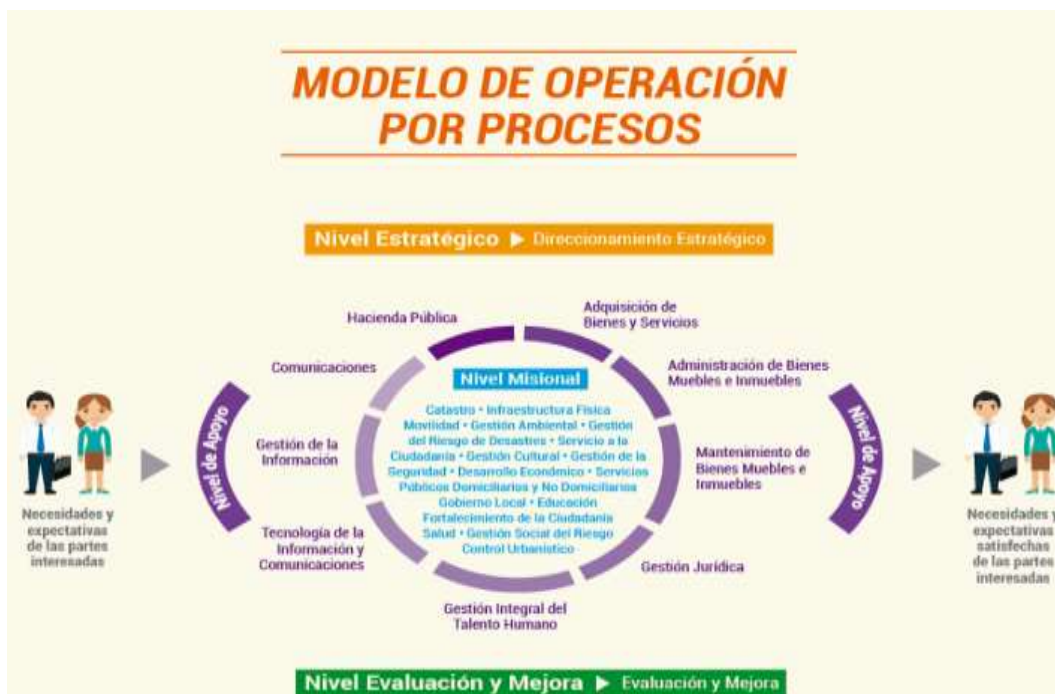 MODELO DE OPERACIÓN
POR PROCESOS
Nivel Estratégico ▶ Direccionamiento Estratégico
Hacienda Pública
Adquisición de
Bienes y Servicios
Comunicaciones
Administración de Bienes
Muebles e Inmuebles
Nivel Misional
Catastro • Infraestructura Física
Movilidad • Gestión Ambiental • Gestión
del Riesgo de Desastres • Servicio a la
Ciudadanía • Gestión Cultural • Gestión de la
Seguridad • Desarrollo Económico • Servicios
Públicos Domiciliarios y No Domiciliarios
Gobierno Local • Educación
Fortalecimiento de la Ciudadanía
Salud • Gestión Social del Riesgo
Control Urbanístico
Nivel de Apoyo
Gestión de la
Información
Mantenimiento de
Bienes Muebles e
Inmuebles
Nivel de Apoyo
Necesidades y
expectativas
de las partes
interesadas
Tecnología de la
Información y
Comunicaciones
Gestión Jurídica
Necesidades y
expectativas
satisfechas
de las partes
interesadas
Gestión Integral del
Talento Humano
Nivel Evaluación y Mejora ▶ Evaluación y Mejora